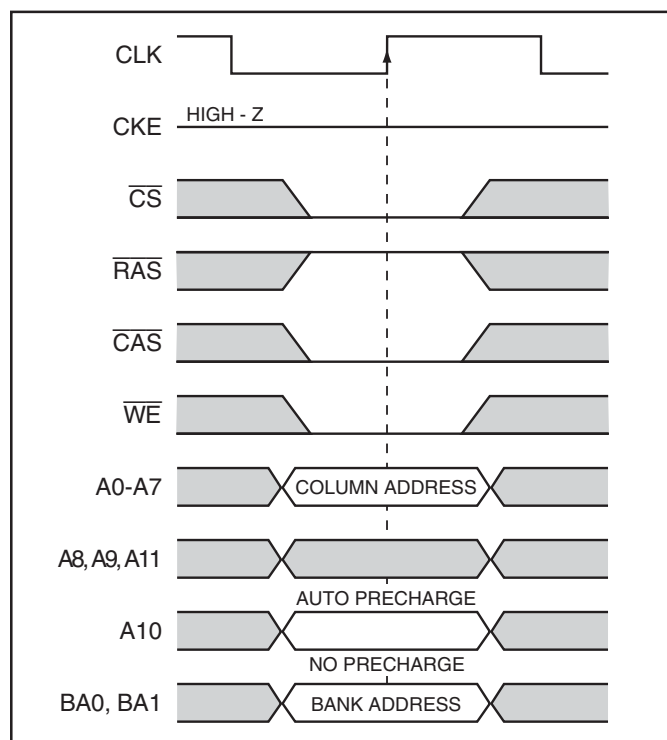 CLK
HIGH - Z
CKE
CS
RAS
CAS
WE
A0-A7 COLUMN ADDRESS
A8, A9, A11
AUTO PRECHARGE
A10
NO PRECHARGE
BA0, BA1 BANK ADDRESS